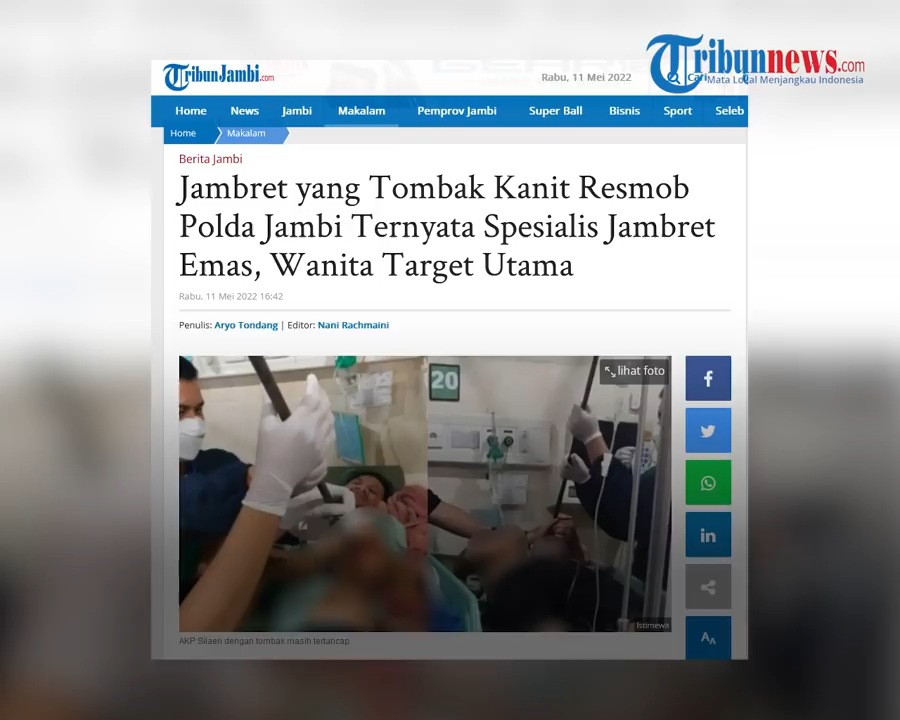 Tribunnews.com
Mata Lokal Menjangkau Indonesia
TribunJambi.com
Rabu, 11 Mei 2022
Cari
Home News Jambi Makalam Pemprov Jambi Super Ball Bisnis Sport Seleb
Home Makalam
Berita Jambi
Jambret yang Tombak Kanit Resmob
Polda Jambi Ternyata Spesialis Jambret
Emas, Wanita Target Utama
Rabu, 11 Mei 2022 16:42
Penulis: Aryo Tondang | Editor: Nani Rachmaini
20
lihat foto
Istimewa
AKP Silaen dengan tombak masih tertancap